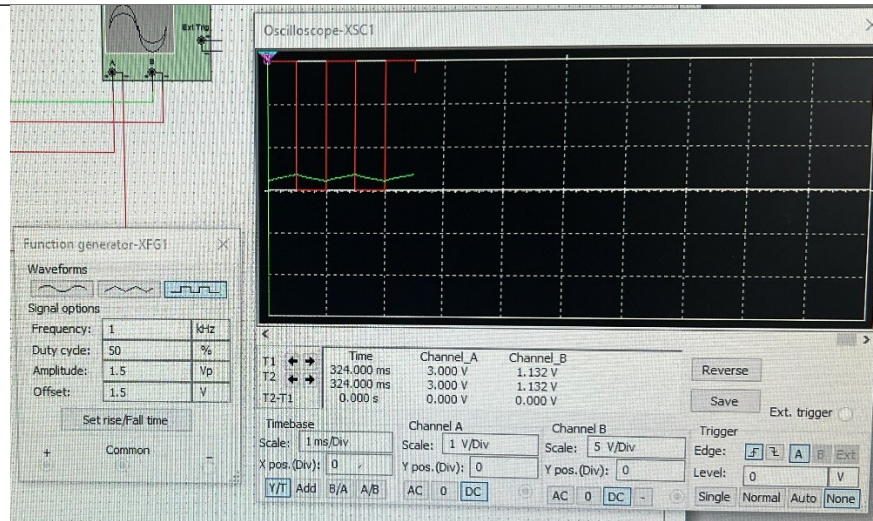 Ext Trig
A B
Oscilloscope-XSC1
Function generator-XFG1
Waveforms
Signal options
Frequency: 1 kHz
Duty cycle: 50 %
Amplitude: 1.5 Vp
Offset: 1.5 V
Set rise/Fall time
+ Common -
Time Channel_A Channel_B
T1 324.000 ms 3.000 V 1.132 V
T2 324.000 ms 3.000 V 1.132 V
T2-T1 0.000 s 0.000 V 0.000 V
Reverse
Save
Ext. trigger
Timebase
Scale: 1 ms/Div
X pos.(Div): 0
Y/T Add B/A A/B
Channel A
Scale: 1 V/Div
Y pos.(Div): 0
AC 0 DC
Channel B
Scale: 5 V/Div
Y pos.(Div): 0
AC 0 DC -
Trigger
Edge: A B Ext
Level: 0 V
Single Normal Auto None